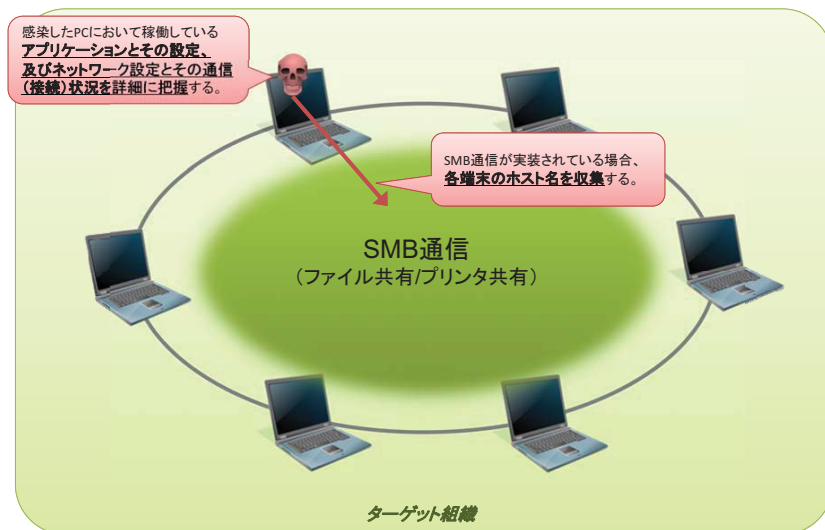 感染したPCにおいて稼働している
アプリケーションとその設定、
及びネットワーク設定とその通信
（接続）状況を詳細に把握する。
SMB通信が実装されている場合、
各端末のホスト名を収集する。
SMB通信
（ファイル共有/プリンタ共有）
ターゲット組織